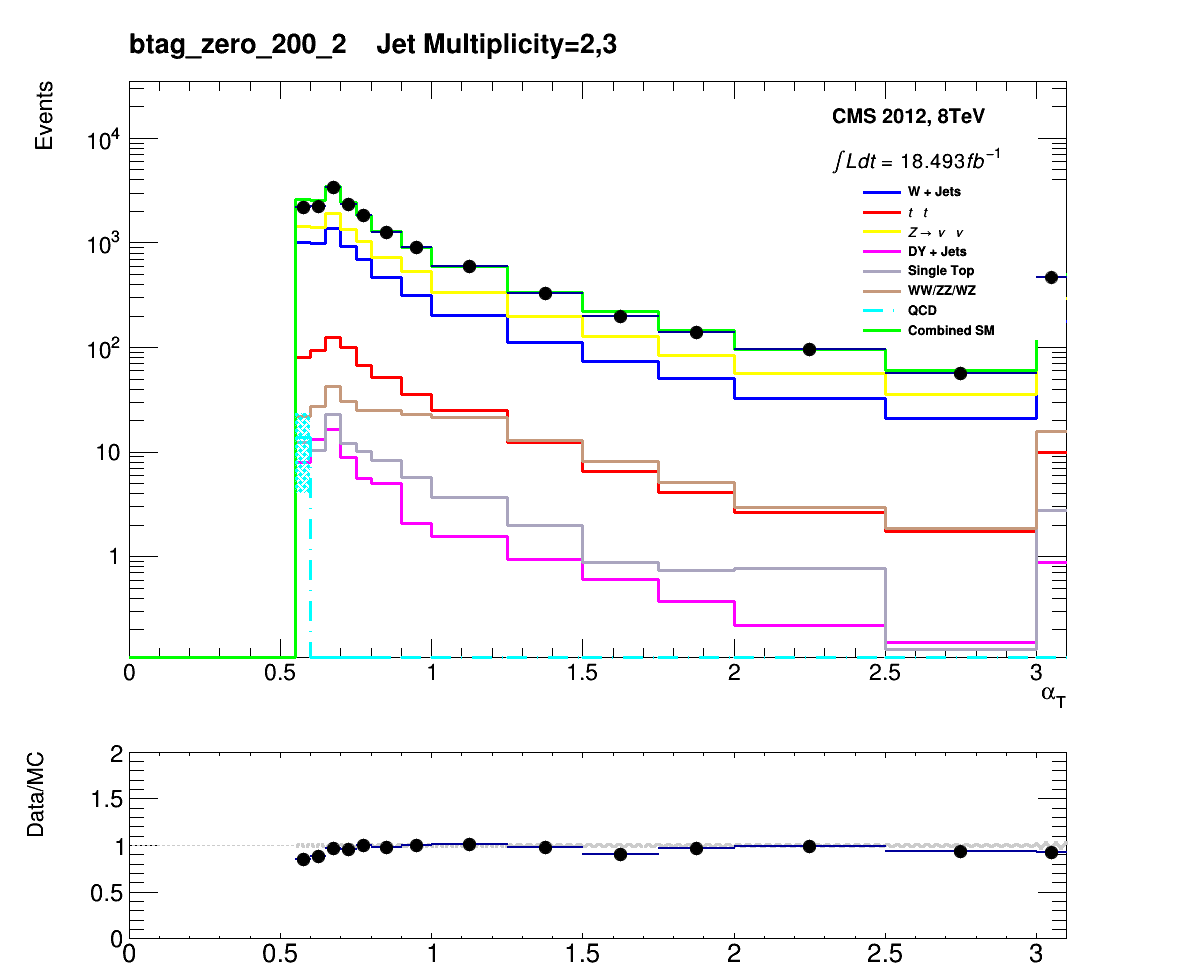 btag_zero_200_2 Jet Multiplicity=2,3
Events
CMS 2012, 8TeV
∫Ldt = 18.493fb⁻¹
W + Jets
t t
Z→ ν ν
DY + Jets
Single Top
WW/ZZ/WZ
QCD
Combined SM
10⁴
10³
10²
10
1
0 0.5 1 1.5 2 2.5 3
α_T
Data/MC
2
1.5
1
0.5
0
0 0.5 1 1.5 2 2.5 3